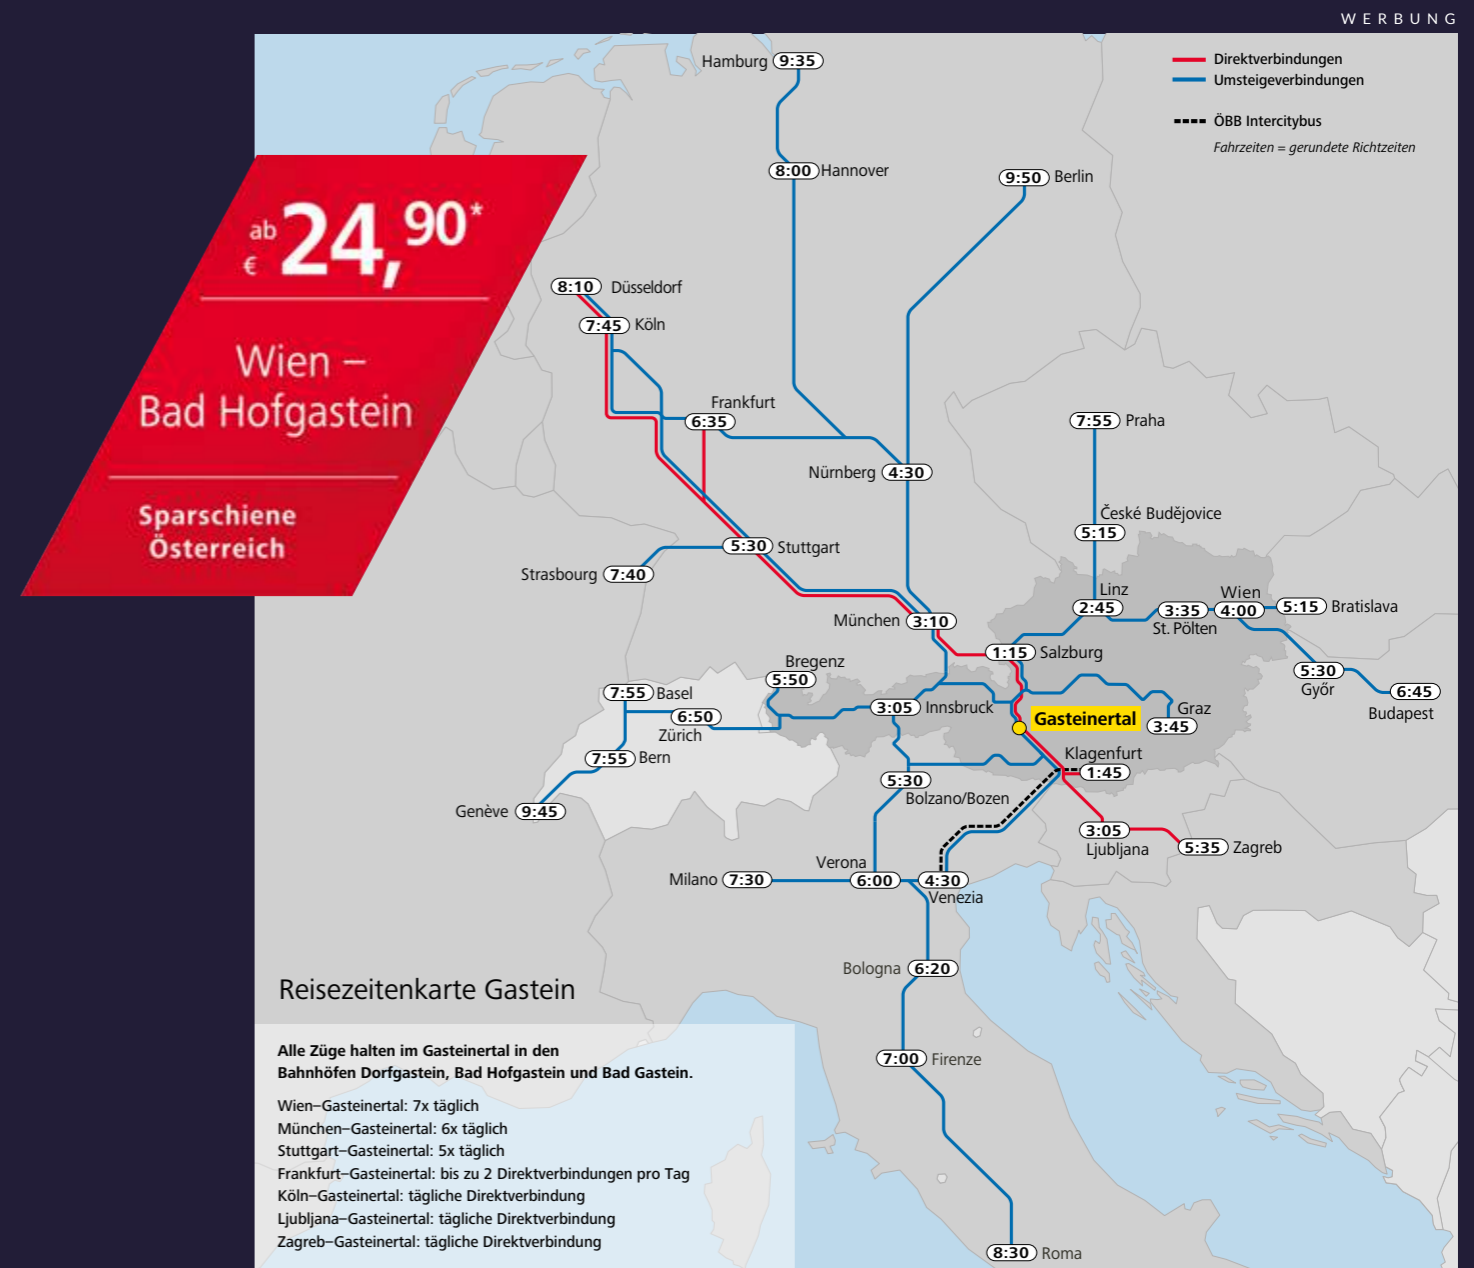 WERBUNG
Direktverbindungen
Umsteigeverbindungen
ÖBB Intercitybus
Fahrzeiten = gerundete Richtzeiten
ab
€ 24,90*
Wien –
Bad Hofgastein
Sparschiene
Österreich
Hamburg 9:35
8:00 Hannover
9:50 Berlin
8:10 Düsseldorf
7:45 Köln
Frankfurt
6:35
7:55 Praha
Nürnberg 4:30
České Budějovice
5:15
5:30 Stuttgart
Strasbourg 7:40
Linz
2:45
3:35
St. Pölten
Wien
4:00
5:15 Bratislava
München 3:10
1:15 Salzburg
Bregenz
5:50
5:30
Győr
6:45
Budapest
7:55 Basel
6:50
Zürich
3:05 Innsbruck
Gasteinertal
Graz
3:45
7:55 Bern
Klagenfurt
1:45
5:30
Bolzano/Bozen
Genève 9:45
3:05
Ljubljana
5:35 Zagreb
Verona
Milano 7:30
6:00
4:30
Venezia
Bologna 6:20
7:00 Firenze
8:30 Roma
Reisezeitenkarte Gastein
Alle Züge halten im Gasteinertal in den
Bahnhöfen Dorfgastein, Bad Hofgastein und Bad Gastein.
Wien–Gasteinertal: 7x täglich
München–Gasteinertal: 6x täglich
Stuttgart–Gasteinertal: 5x täglich
Frankfurt–Gasteinertal: bis zu 2 Direktverbindungen pro Tag
Köln–Gasteinertal: tägliche Direktverbindung
Ljubljana–Gasteinertal: tägliche Direktverbindung
Zagreb–Gasteinertal: tägliche Direktverbindung